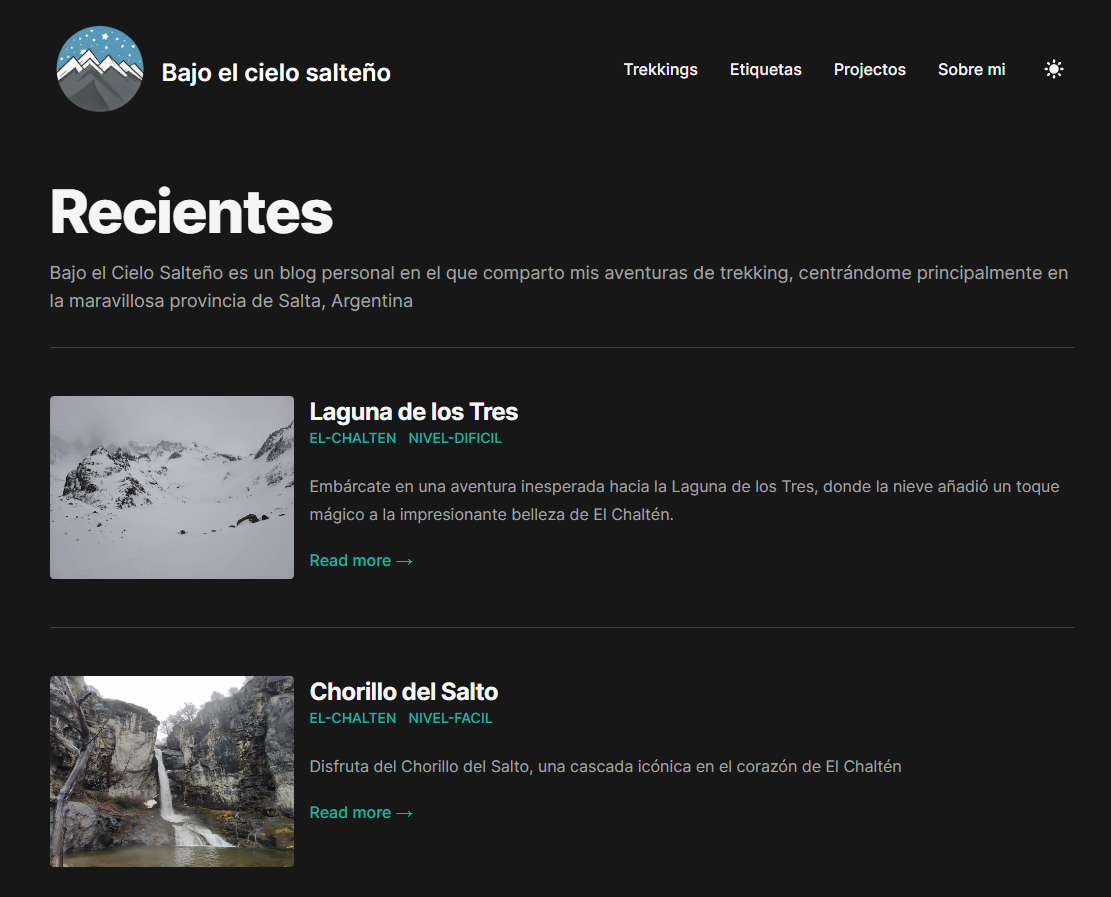 Bajo el cielo salteño
Trekkings Etiquetas Projectos Sobre mi
Recientes
Bajo el Cielo Salteño es un blog personal en el que comparto mis aventuras de trekking, centrándome principalmente en
la maravillosa provincia de Salta, Argentina
Laguna de los Tres
EL-CHALTEN NIVEL-DIFICIL
Embárcate en una aventura inesperada hacia la Laguna de los Tres, donde la nieve añadió un toque
mágico a la impresionante belleza de El Chaltén.
Read more →
Chorillo del Salto
EL-CHALTEN NIVEL-FACIL
Disfruta del Chorillo del Salto, una cascada icónica en el corazón de El Chaltén
Read more →